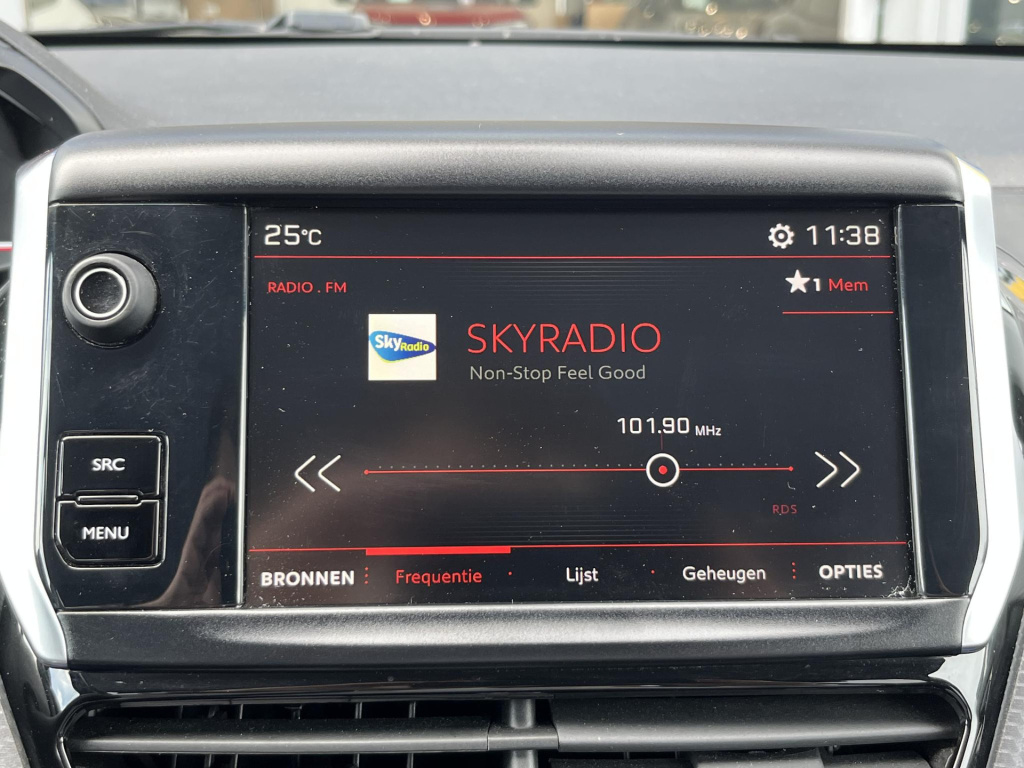 25°C 11:38
RADIO . FM ★1 Mem
Sky Radio
SKYRADIO
Non-Stop Feel Good
101.90 MHz
SRC
RDS
MENU
BRONNEN Frequentie Lijst Geheugen OPTIES